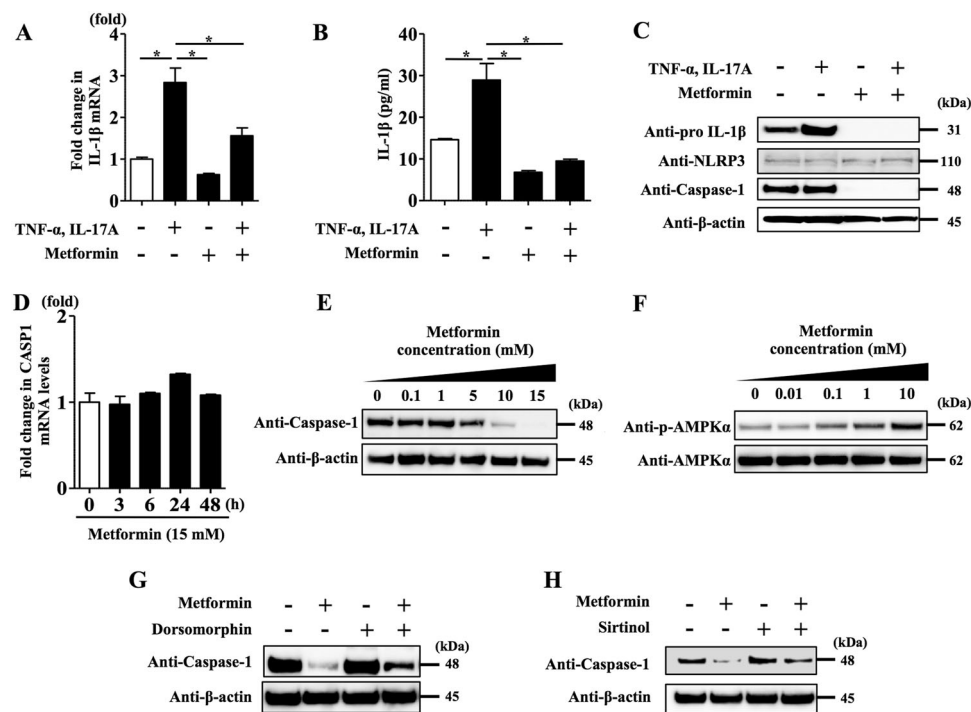 A
(fold)
Fold change in
IL-1β mRNA
4
3
2
1
0
* * *
TNF-α, IL-17A - + - +
Metformin - - + +
B
IL-1β (pg/ml)
40
30
20
10
0
* * *
TNF-α, IL-17A - + - +
Metformin - - + +
C
TNF-α, IL-17A - + - +
Metformin - - + +
(kDa)
Anti-pro IL-1β 31
Anti-NLRP3 110
Anti-Caspase-1 48
Anti-β-actin 45
D
(fold)
Fold change in CASP1
mRNA levels
2
1
0
0 3 6 24 48 (h)
Metformin (15 mM)
E
Metformin
concentration (mM)
0 0.1 1 5 10 15
(kDa)
Anti-Caspase-1 48
Anti-β-actin 45
F
Metformin
concentration (mM)
0 0.01 0.1 1 10
(kDa)
Anti-p-AMPKα 62
Anti-AMPKα 62
G
Metformin - + - +
Dorsomorphin - - + +
(kDa)
Anti-Caspase-1 48
Anti-β-actin 45
H
Metformin - + - +
Sirtinol - - + +
(kDa)
Anti-Caspase-1 48
Anti-β-actin 45